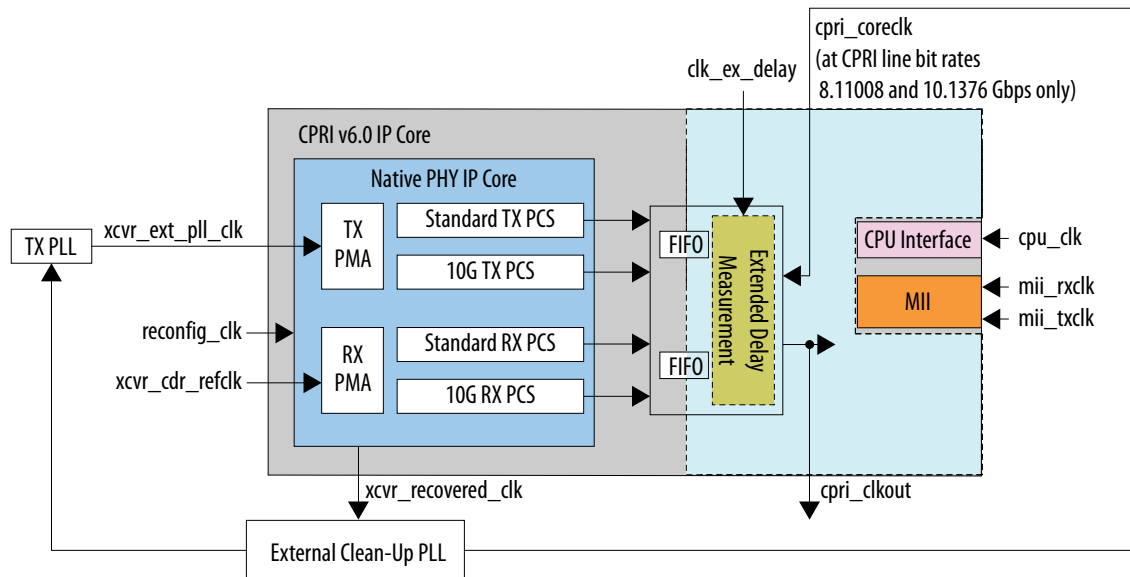 cpri_coreclk
(at CPRI line bit rates
8.11008 and 10.1376 Gbps only)
clk_ex_delay
CPRI v6.0 IP Core
Native PHY IP Core
TX PLL
xcvr_ext_pll_clk
TX
PMA
Standard TX PCS
10G TX PCS
FIFO
Extended Delay
Measurement
CPU Interface
cpu_clk
MII
mii_rxclk
mii_txclk
reconfig_clk
xcvr_cdr_refclk
RX
PMA
Standard RX PCS
10G RX PCS
FIFO
xcvr_recovered_clk
cpri_clkout
External Clean-Up PLL